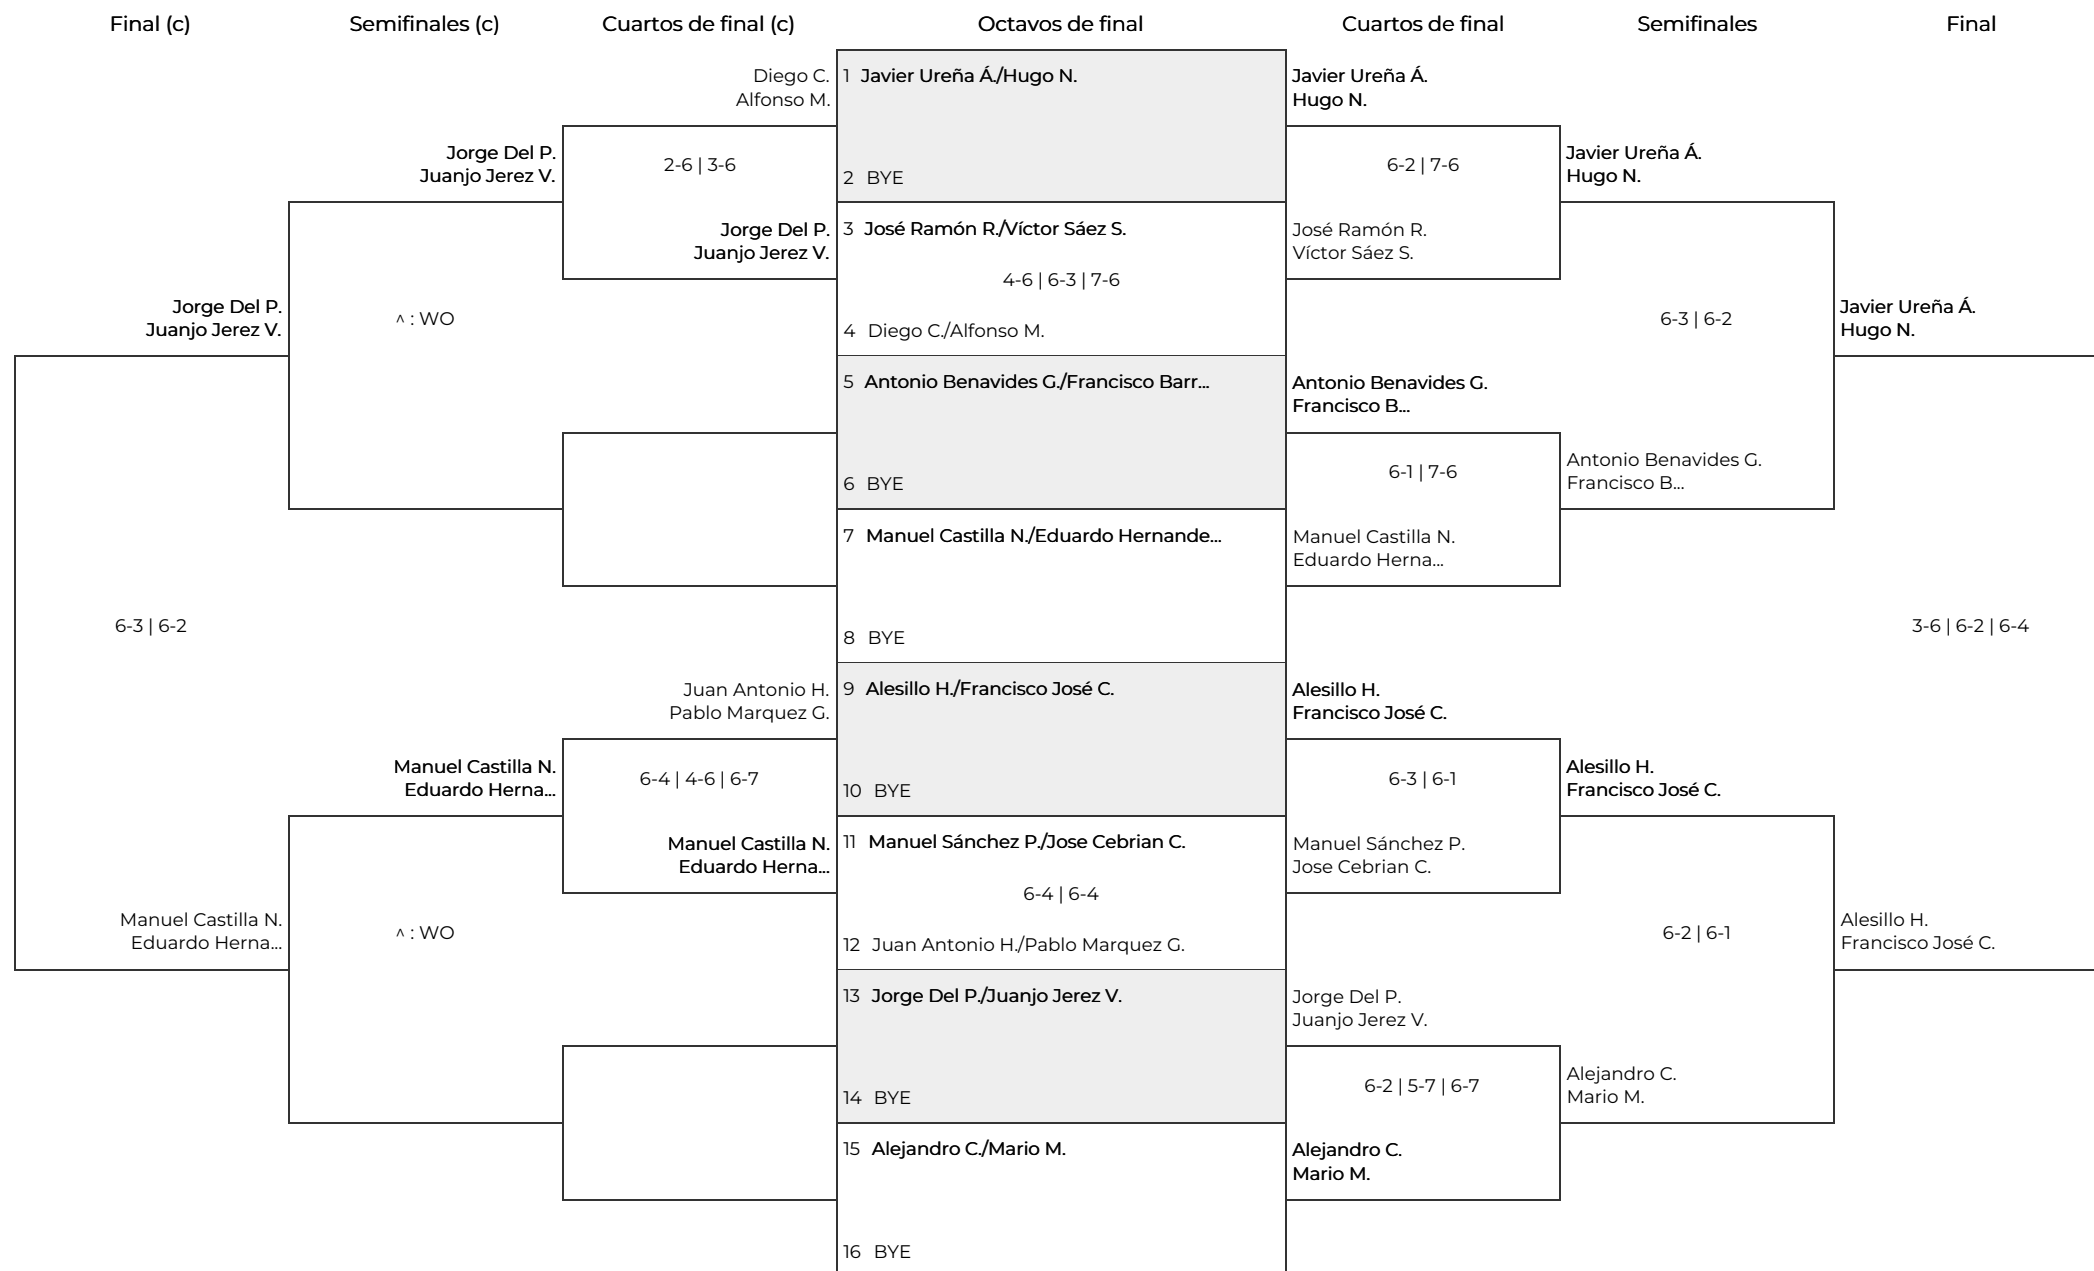 Final (c)
Semifinales (c)
Cuartos de final (c)
Octavos de final
Cuartos de final
Semifinales
Final
Jorge Del P.
Juanjo Jerez V.
6-3 | 6-2
Manuel Castilla N.
Eduardo Herna...
Jorge Del P.
Juanjo Jerez V.
^ : WO
Manuel Castilla N.
Eduardo Herna...
^ : WO
Diego C.
Alfonso M.
2-6 | 3-6
Jorge Del P.
Juanjo Jerez V.
Juan Antonio H.
Pablo Marquez G.
6-4 | 4-6 | 6-7
Manuel Castilla N.
Eduardo Herna...
1 Javier Ureña Á./Hugo N.
2 BYE
3 José Ramón R./Víctor Sáez S.
4-6 | 6-3 | 7-6
4 Diego C./Alfonso M.
5 Antonio Benavides G./Francisco Barr...
6 BYE
7 Manuel Castilla N./Eduardo Hernande...
8 BYE
9 Alesillo H./Francisco José C.
10 BYE
11 Manuel Sánchez P./Jose Cebrian C.
6-4 | 6-4
12 Juan Antonio H./Pablo Marquez G.
13 Jorge Del P./Juanjo Jerez V.
14 BYE
15 Alejandro C./Mario M.
16 BYE
Javier Ureña Á.
Hugo N.
6-2 | 7-6
José Ramón R.
Víctor Sáez S.
Antonio Benavides G.
Francisco B...
6-1 | 7-6
Manuel Castilla N.
Eduardo Herna...
Alesillo H.
Francisco José C.
6-3 | 6-1
Manuel Sánchez P.
Jose Cebrian C.
Jorge Del P.
Juanjo Jerez V.
6-2 | 5-7 | 6-7
Alejandro C.
Mario M.
Javier Ureña Á.
Hugo N.
6-3 | 6-2
Antonio Benavides G.
Francisco B...
Alesillo H.
Francisco José C.
6-2 | 6-1
Alejandro C.
Mario M.
Javier Ureña Á.
Hugo N.
3-6 | 6-2 | 6-4
Alesillo H.
Francisco José C.